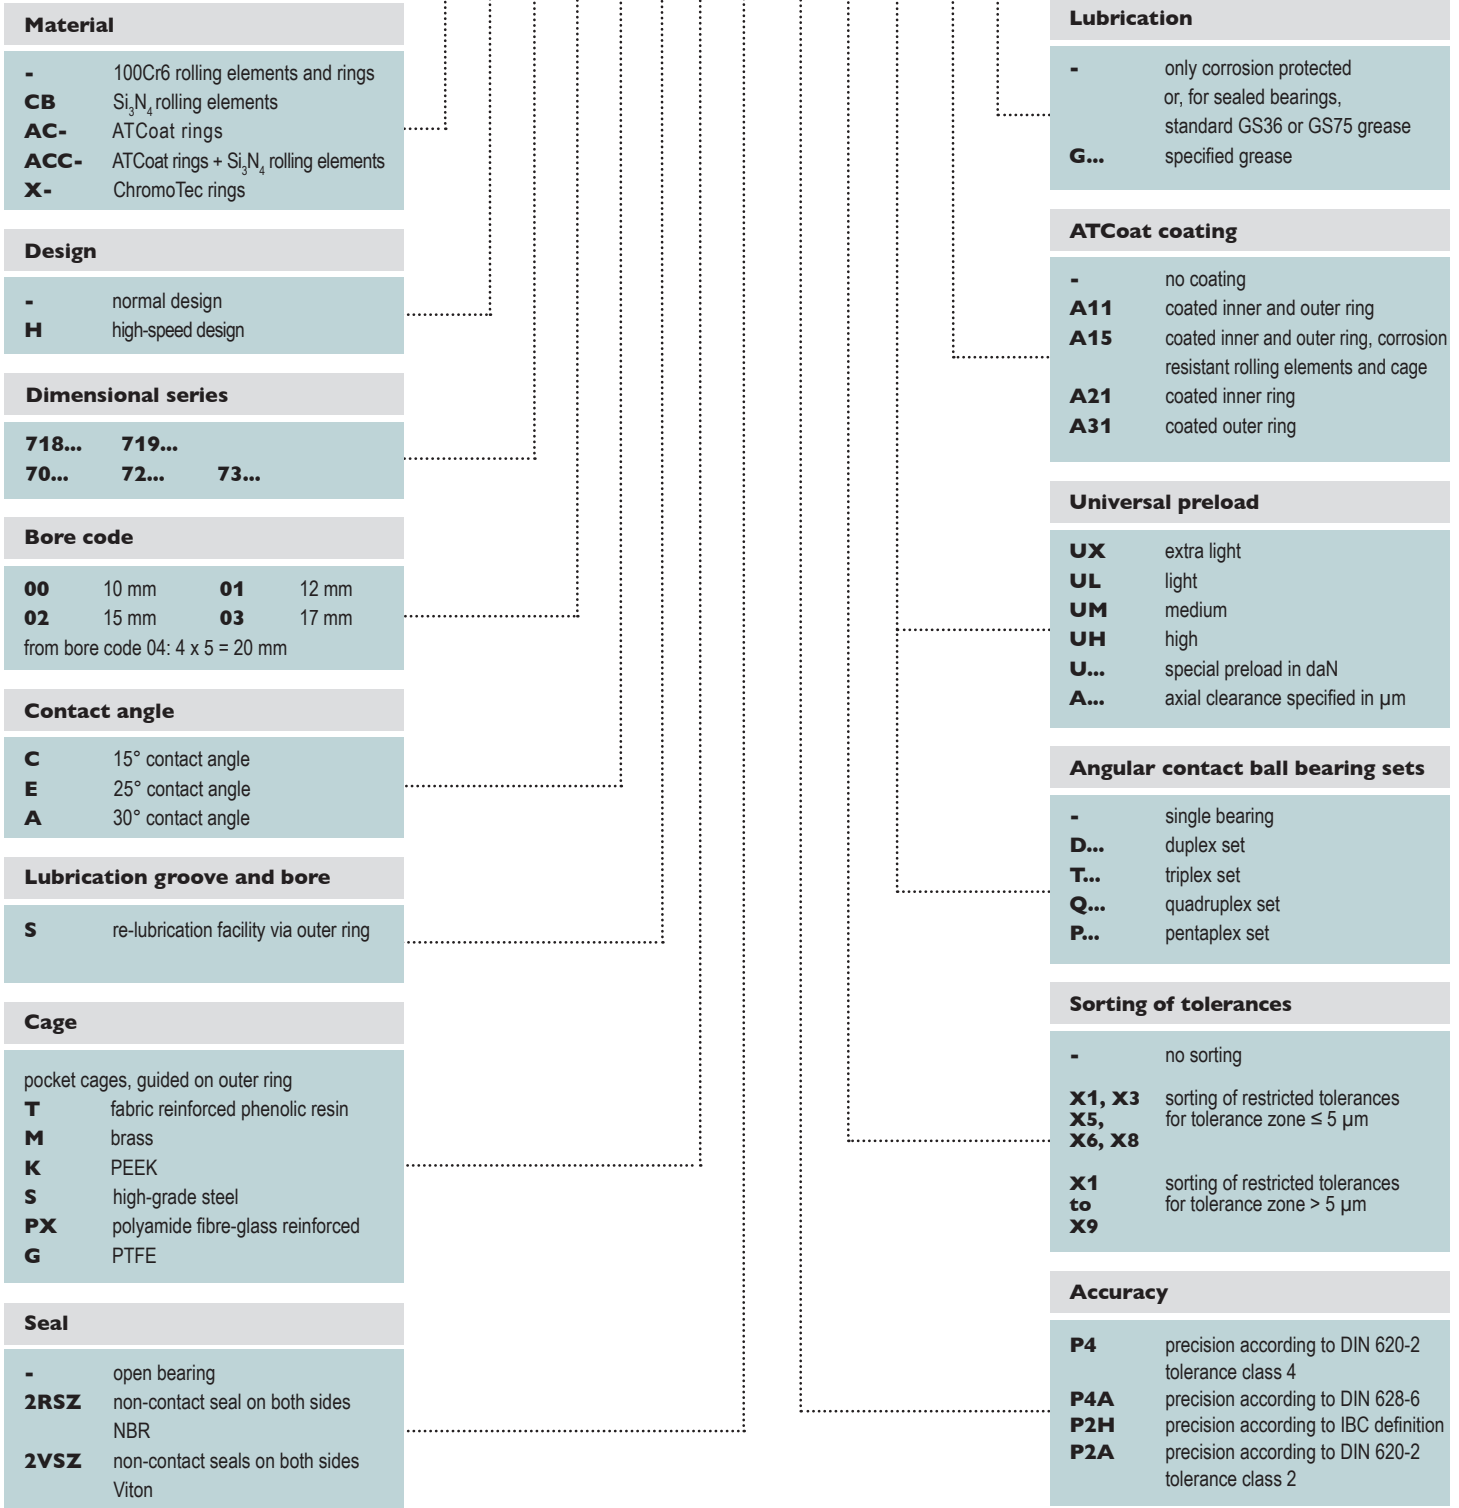 Material
- 100Cr6 rolling elements and rings
CB Si₃N₄ rolling elements
AC- ATCoat rings
ACC- ATCoat rings + Si₃N₄ rolling elements
X- ChromoTec rings
Design
- normal design
H high-speed design
Dimensional series
718... 719...
70... 72... 73...
Bore code
00 10 mm 01 12 mm
02 15 mm 03 17 mm
from bore code 04: 4 x 5 = 20 mm
Contact angle
C 15° contact angle
E 25° contact angle
A 30° contact angle
Lubrication groove and bore
S re-lubrication facility via outer ring
Cage
pocket cages, guided on outer ring
T fabric reinforced phenolic resin
M brass
K PEEK
S high-grade steel
PX polyamide fibre-glass reinforced
G PTFE
Seal
- open bearing
2RSZ non-contact seal on both sides
NBR
2VSZ non-contact seals on both sides
Viton
Lubrication
- only corrosion protected
or, for sealed bearings,
standard GS36 or GS75 grease
G... specified grease
ATCoat coating
- no coating
A11 coated inner and outer ring
A15 coated inner and outer ring, corrosion
resistant rolling elements and cage
A21 coated inner ring
A31 coated outer ring
Universal preload
UX extra light
UL light
UM medium
UH high
U... special preload in daN
A... axial clearance specified in µm
Angular contact ball bearing sets
- single bearing
D... duplex set
T... triplex set
Q... quadruplex set
P... pentaplex set
Sorting of tolerances
- no sorting
X1, X3 sorting of restricted tolerances
X5, for tolerance zone ≤ 5 µm
X6, X8
X1 sorting of restricted tolerances
to for tolerance zone > 5 µm
X9
Accuracy
P4 precision according to DIN 620-2
tolerance class 4
P4A precision according to DIN 628-6
P2H precision according to IBC definition
P2A precision according to DIN 620-2
tolerance class 2